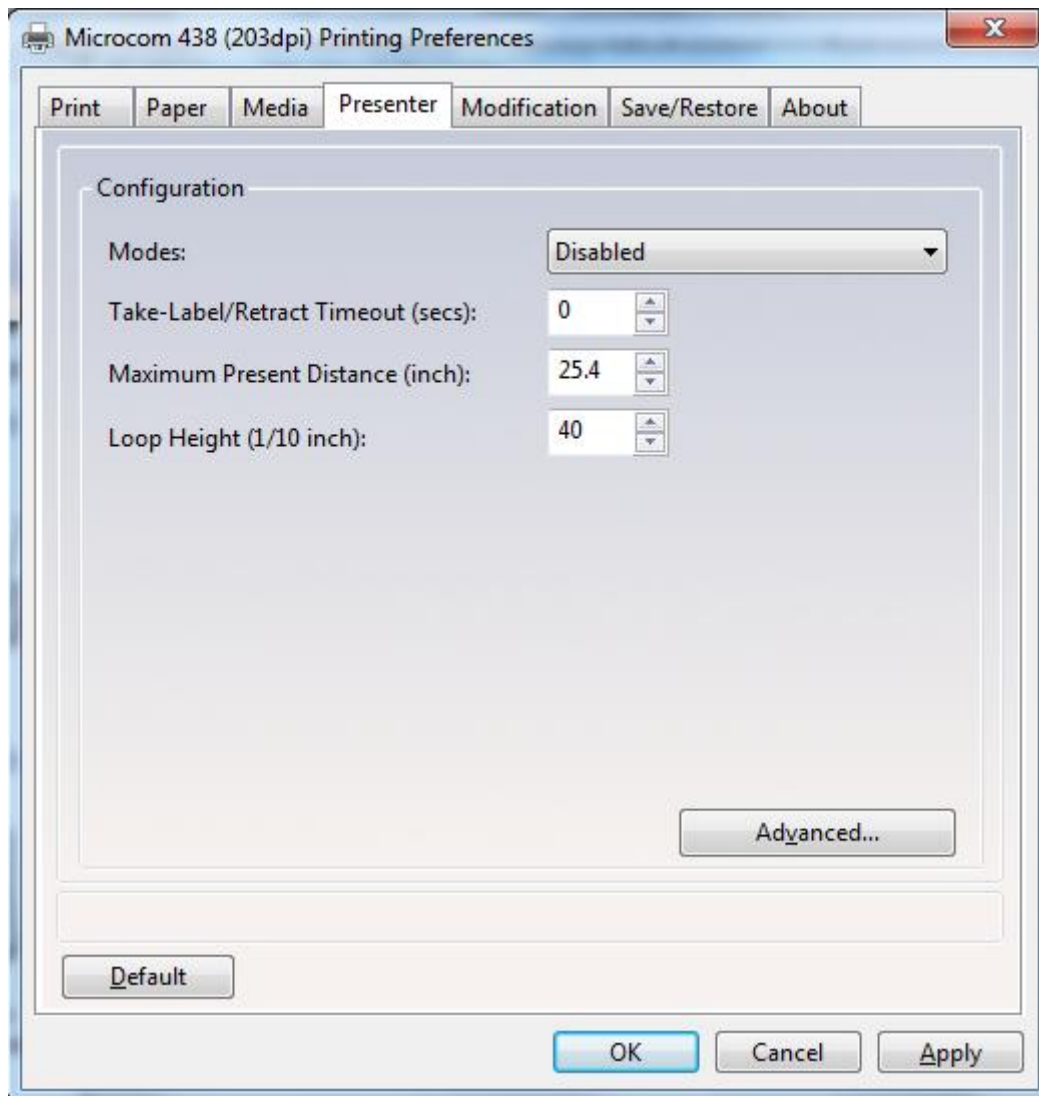 Microcom 438 (203dpi) Printing Preferences
Print Paper Media Presenter Modification Save/Restore About
Configuration
Modes: Disabled
Take-Label/Retract Timeout (secs): 0
Maximum Present Distance (inch): 25.4
Loop Height (1/10 inch): 40
Advanced...
Default
OK Cancel Apply